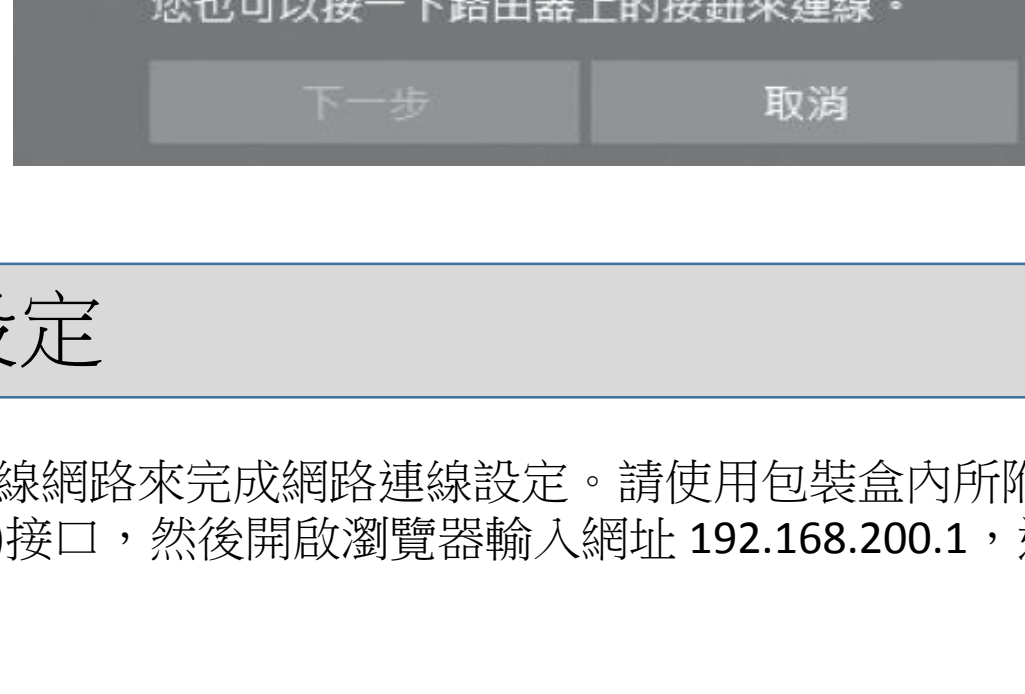 您也可以按一下路由器上的按鈕來連線。
下一步
取消
設定
線網路來完成網路連線設定。請使用包裝盒內所附
)接口，然後開啟瀏覽器輸入網址 192.168.200.1，